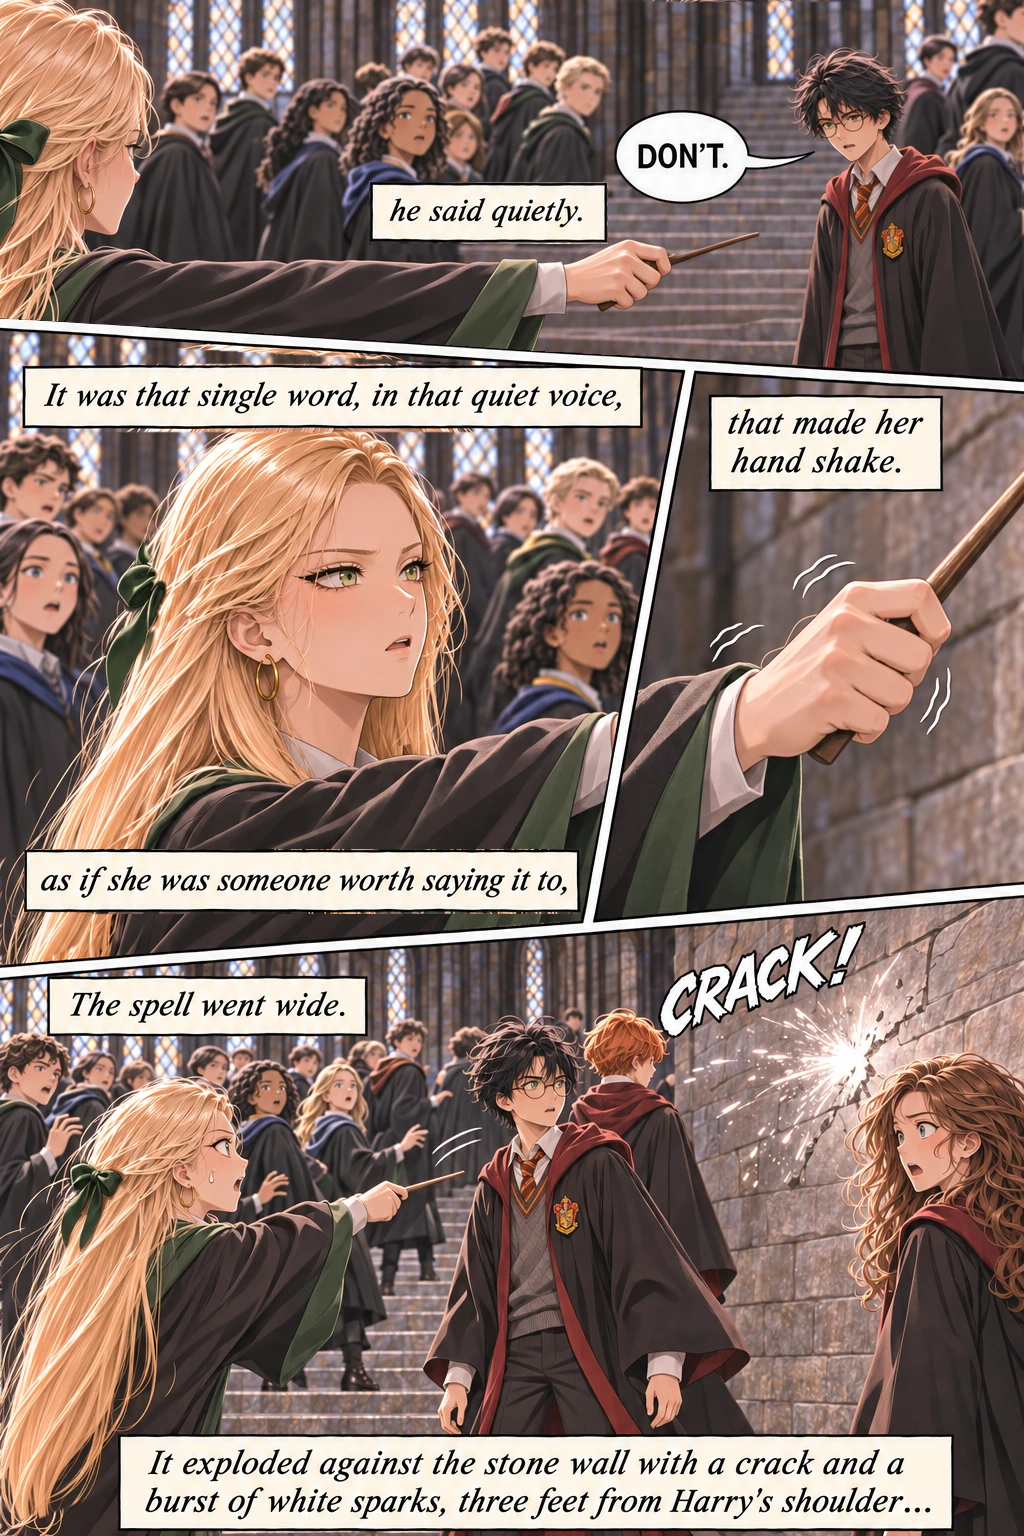 DON'T.
he said quietly.
It was that single word, in that quiet voice,
as if she was someone worth saying it to,
that made her
hand shake.
The spell went wide.
CRACK!
It exploded against the stone wall with a crack and a
burst of white sparks, three feet from Harry's shoulder...